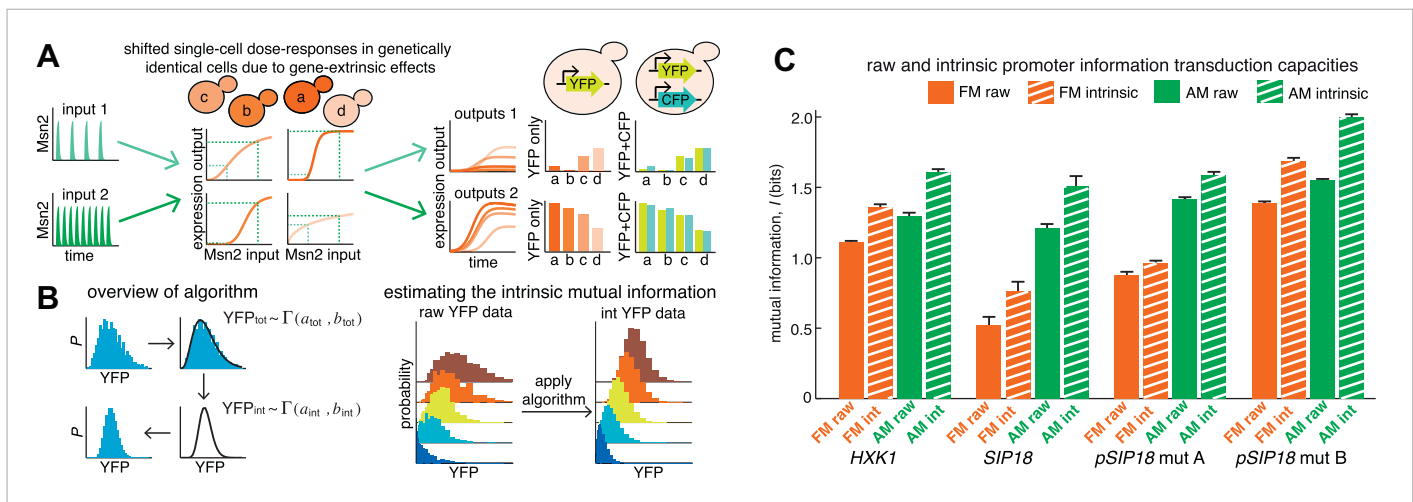 A
shifted single-cell dose-responses in genetically
identical cells due to gene-extrinsic effects
input 1
Msn2
input 2
Msn2
time
c
b
a
d
expression output
expression output
Msn2 input
Msn2 input
outputs 1
outputs 2
expression
output
time
YFP
YFP
CFP
YFP only
a b c d
YFP+CFP
a b c d
YFP only
a b c d
YFP+CFP
a b c d
B
overview of algorithm
P
YFP
YFPtot ~ Γ(atot , btot)
YFPint ~ Γ(aint , bint)
P
YFP
YFP
estimating the intrinsic mutual information
raw YFP data
int YFP data
probability
apply
algorithm
YFP
YFP
C
raw and intrinsic promoter information transduction capacities
FM raw
FM intrinsic
AM raw
AM intrinsic
mutual information, I (bits)
2.0
1.5
1.0
0.5
0
FM raw
FM int
AM raw
AM int
FM raw
FM int
AM raw
AM int
FM raw
FM int
AM raw
AM int
FM raw
FM int
AM raw
AM int
HXK1
SIP18
pSIP18 mut A
pSIP18 mut B